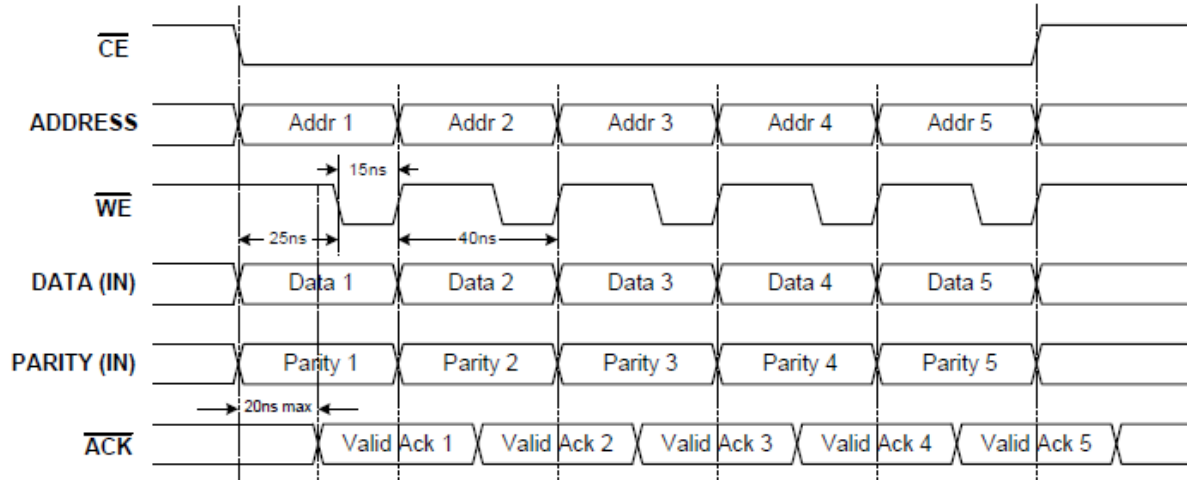 CE
ADDRESS Addr 1 Addr 2 Addr 3 Addr 4 Addr 5
15ns
WE
25ns 40ns
DATA (IN) Data 1 Data 2 Data 3 Data 4 Data 5
PARITY (IN) Parity 1 Parity 2 Parity 3 Parity 4 Parity 5
20ns max
ACK Valid Ack 1 Valid Ack 2 Valid Ack 3 Valid Ack 4 Valid Ack 5